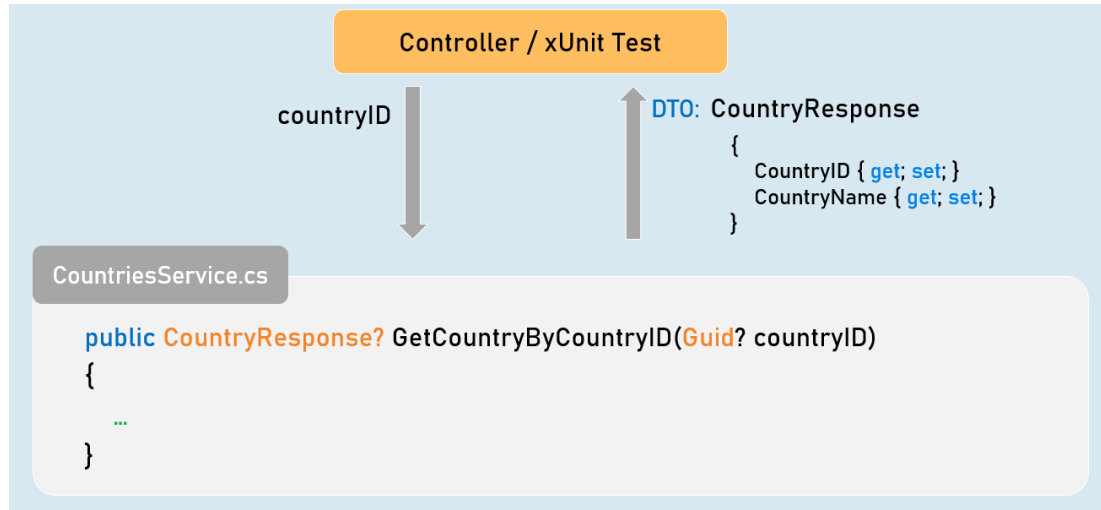 Controller / xUnit Test
countryID
DTO: CountryResponse
{
CountryID { get; set; }
CountryName { get; set; }
}
CountriesService.cs
public CountryResponse? GetCountryByCountryID(Guid? countryID)
{
...
}